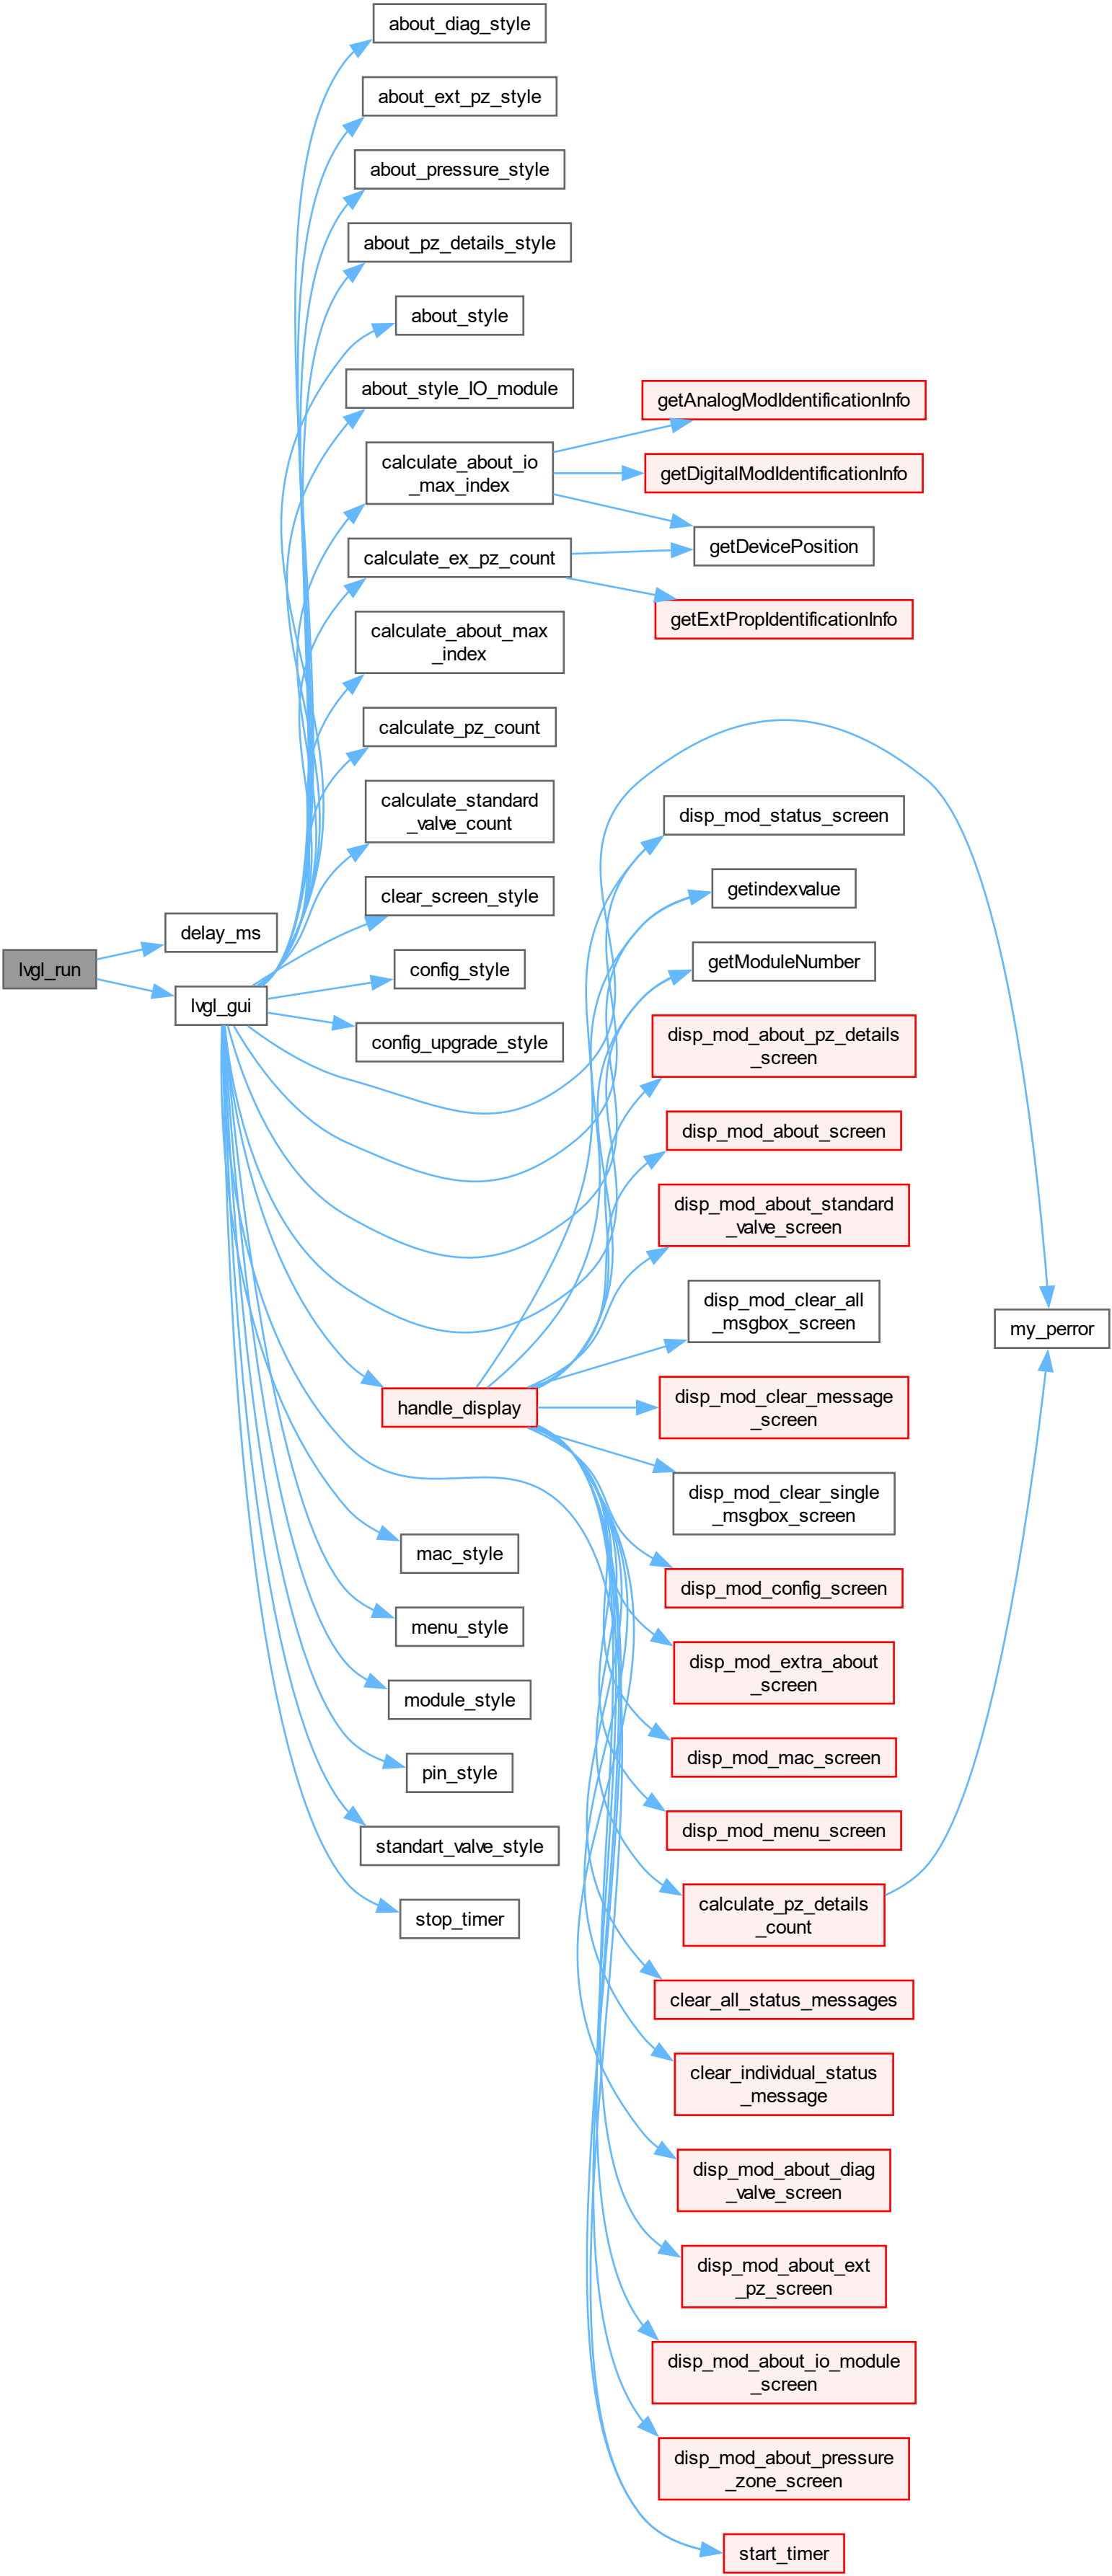 about_diag_style
about_ext_pz_style
about_pressure_style
about_pz_details_style
about_style
about_style_IO_module
calculate_about_io
_max_index
calculate_ex_pz_count
calculate_about_max
_index
calculate_pz_count
calculate_standard
_valve_count
clear_screen_style
config_style
config_upgrade_style
delay_ms
lvgl_run
lvgl_gui
handle_display
mac_style
menu_style
module_style
pin_style
standart_valve_style
stop_timer
getAnalogModIdentificationInfo
getDigitalModIdentificationInfo
getDevicePosition
getExtPropIdentificationInfo
disp_mod_status_screen
getindexvalue
getModuleNumber
disp_mod_about_pz_details
_screen
disp_mod_about_screen
disp_mod_about_standard
_valve_screen
disp_mod_clear_all
_msgbox_screen
disp_mod_clear_message
_screen
disp_mod_clear_single
_msgbox_screen
disp_mod_config_screen
disp_mod_extra_about
_screen
disp_mod_mac_screen
disp_mod_menu_screen
calculate_pz_details
_count
clear_all_status_messages
clear_individual_status
_message
disp_mod_about_diag
_valve_screen
disp_mod_about_ext
_pz_screen
disp_mod_about_io_module
_screen
disp_mod_about_pressure
_zone_screen
start_timer
my_perror